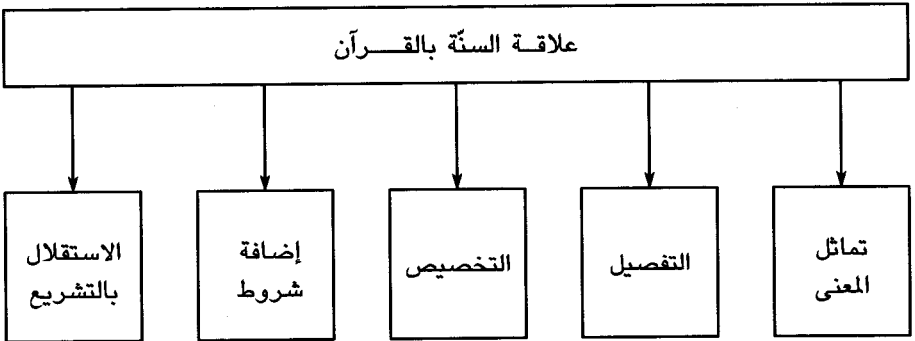 علاقة السنّة بالقرآن
تماثل
المعنى
التفصيل
التخصيص
إضافة
شروط
الاستقلال
بالتشريع